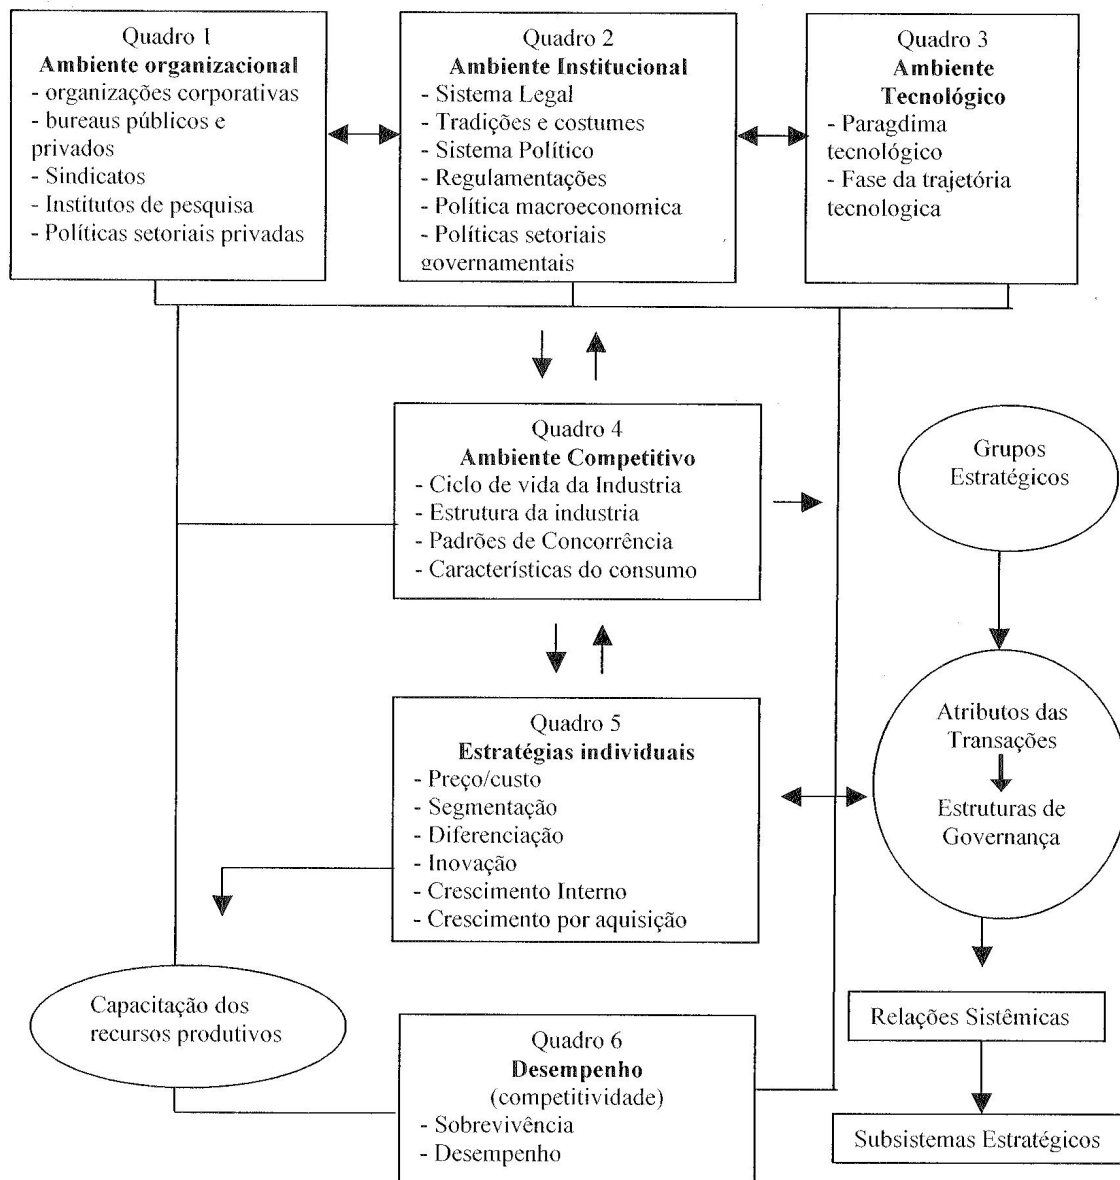 Quadro 1
Ambiente organizacional
- organizações corporativas
- bureaus públicos e
privados
- Sindicatos
- Institutos de pesquisa
- Políticas setoriais privadas
Quadro 2
Ambiente Institucional
- Sistema Legal
- Tradições e costumes
- Sistema Político
- Regulamentações
- Política macroeconomica
- Políticas setoriais
governamentais
Quadro 3
Ambiente
Tecnológico
- Paragdima
tecnológico
- Fase da trajetória
tecnologica
Quadro 4
Ambiente Competitivo
- Ciclo de vida da Industria
- Estrutura da industria
- Padrões de Concorrência
- Características do consumo
Grupos
Estratégicos
Quadro 5
Estratégias individuais
- Preço/custo
- Segmentação
- Diferenciação
- Inovação
- Crescimento Interno
- Crescimento por aquisição
Atributos das
Transações
Estruturas de
Governança
Capacitação dos
recursos produtivos
Quadro 6
Desempenho
(competitividade)
- Sobrevivência
- Desempenho
Relações Sistêmicas
Subsistemas Estratégicos